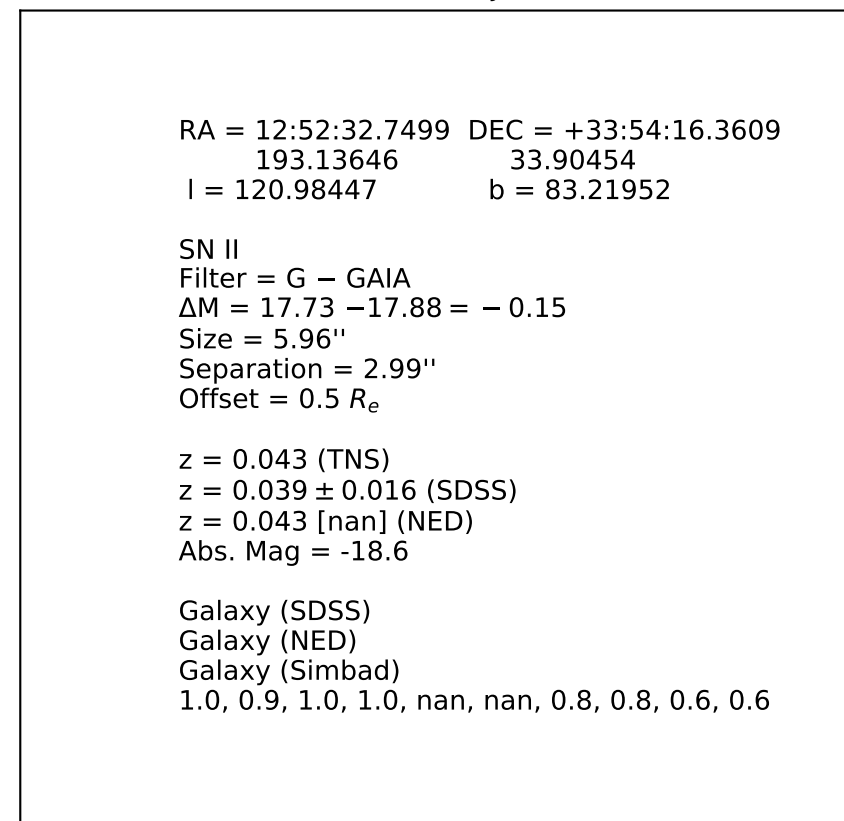 RA = 12:52:32.7499 DEC = +33:54:16.3609
193.13646 33.90454
l = 120.98447 b = 83.21952
SN II
Filter = G − GAIA
ΔM = 17.73 −17.88 = − 0.15
Size = 5.96''
Separation = 2.99''
Offset = 0.5 Rₑ
z = 0.043 (TNS)
z = 0.039 ± 0.016 (SDSS)
z = 0.043 [nan] (NED)
Abs. Mag = -18.6
Galaxy (SDSS)
Galaxy (NED)
Galaxy (Simbad)
1.0, 0.9, 1.0, 1.0, nan, nan, 0.8, 0.8, 0.6, 0.6